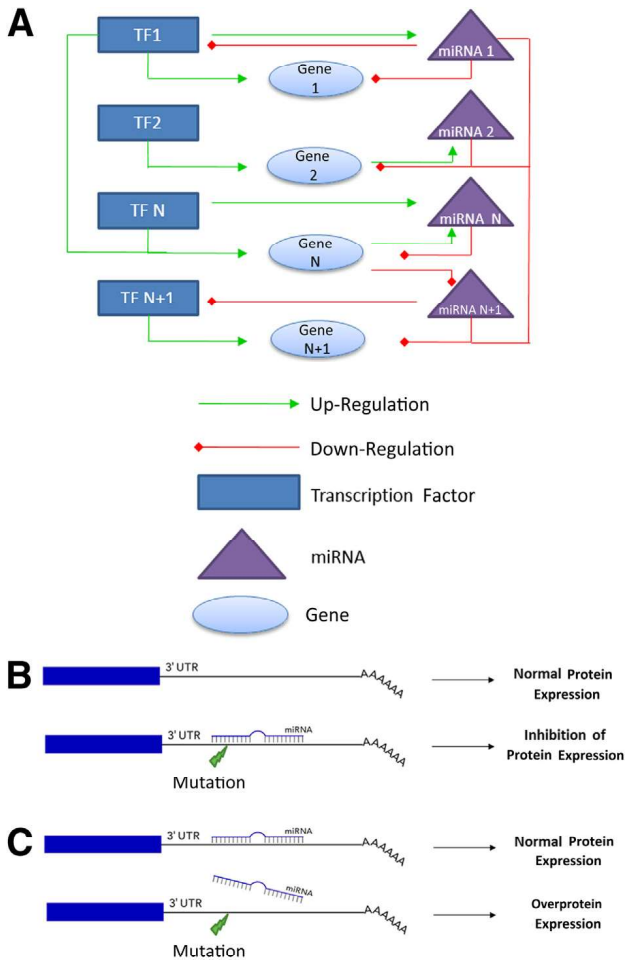 A
TF1
miRNA 1
Gene
1
TF2
miRNA 2
Gene
2
TF N
miRNA N
Gene
N
TF N+1
miRNA N+1
Gene
N+1
Up-Regulation
Down-Regulation
Transcription Factor
miRNA
Gene
B
3' UTR
AAAAAA
Normal Protein
Expression
3' UTR
miRNA
AAAAAA
Inhibition of
Protein Expression
Mutation
C
3' UTR
miRNA
AAAAAA
Normal Protein
Expression
miRNA
3' UTR
AAAAAA
Overprotein
Expression
Mutation